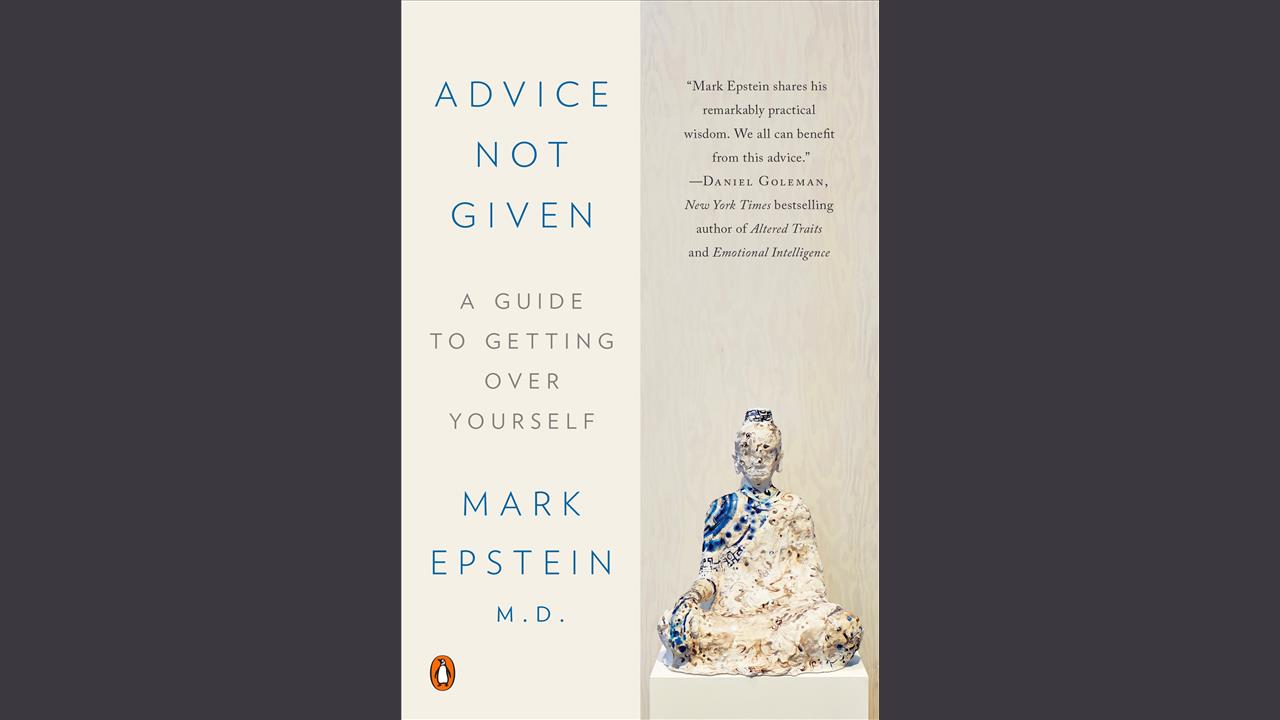 ADVICE
NOT
GIVEN
A GUIDE
TO GETTING
OVER
YOURSELF
MARK
EPSTEIN
M.D.
“Mark Epstein shares his
remarkably practical
wisdom. We all can benefit
from this advice.”
—DANIEL GOLEMAN,
New York Times bestselling
author of Altered Traits
and Emotional Intelligence